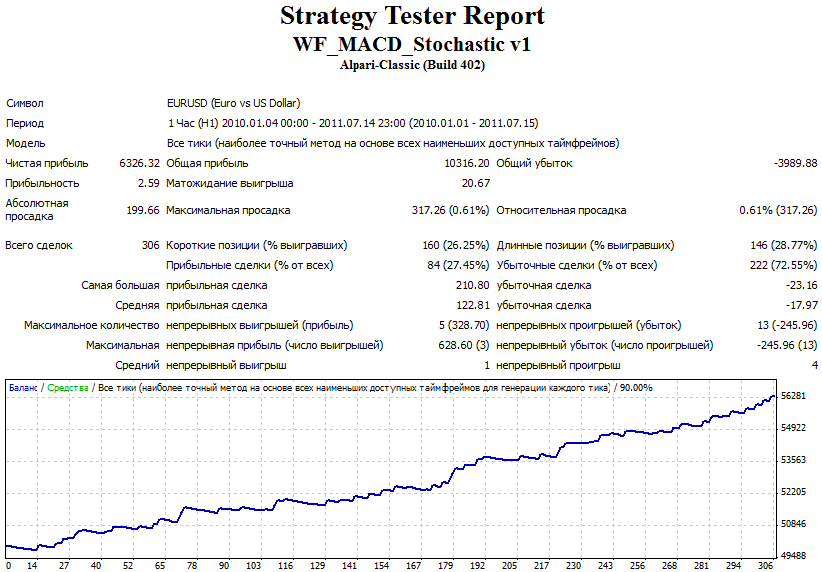 Strategy Tester Report
WF_MACD_Stochastic v1
Alpari-Classic (Build 402)
Символ EURUSD (Euro vs US Dollar)
Период 1 Час (H1) 2010.01.04 00:00 - 2011.07.14 23:00 (2010.01.01 - 2011.07.15)
Модель Все тики (наиболее точный метод на основе всех наименьших доступных таймфреймов)
Чистая прибыль 6326.32 Общая прибыль 10316.20 Общий убыток -3989.88
Прибыльность 2.59 Матожидание выигрыша 20.67
Абсолютная
просадка 199.66 Максимальная просадка 317.26 (0.61%) Относительная просадка 0.61% (317.26)
Всего сделок 306 Короткие позиции (% выигравших) 160 (26.25%) Длинные позиции (% выигравших) 146 (28.77%)
Прибыльные сделки (% от всех) 84 (27.45%) Убыточные сделки (% от всех) 222 (72.55%)
Самая большая прибыльная сделка 210.80 убыточная сделка -23.16
Средняя прибыльная сделка 122.81 убыточная сделка -17.97
Максимальное количество непрерывных выигрышей (прибыль) 5 (328.70) непрерывных проигрышей (убыток) 13 (-245.96)
Максимальная непрерывная прибыль (число выигрышей) 628.60 (3) непрерывный убыток (число проигрышей) -245.96 (13)
Средний непрерывный выигрыш 1 непрерывный проигрыш 4
Баланс / Средства / Все тики (наиболее точный метод на основе всех наименьших доступных таймфреймов для генерации каждого тика) / 90.00%
56281
54922
53563
52205
50846
49488
0 14 27 40 52 65 78 91 103 116 129 141 154 167 180 192 205 217 230 243 256 268 281 294 306